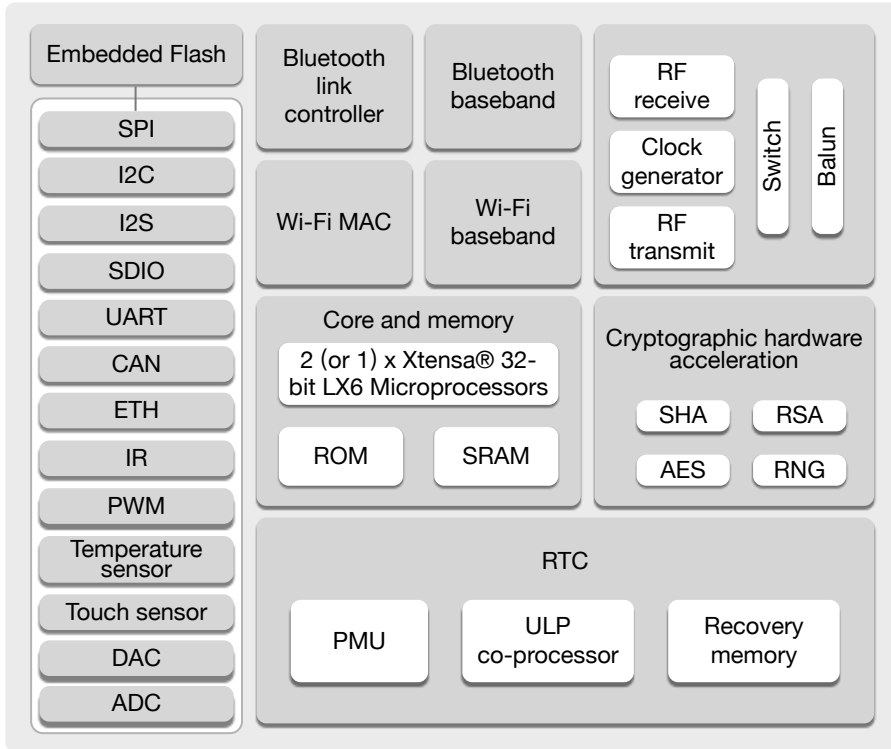 Embedded Flash
SPI
I2C
I2S
SDIO
UART
CAN
ETH
IR
PWM
Temperature
sensor
Touch sensor
DAC
ADC
Bluetooth
link
controller
Bluetooth
baseband
Wi-Fi MAC
Wi-Fi
baseband
RF
receive
Clock
generator
RF
transmit
Switch
Balun
Core and memory
2 (or 1) x Xtensa® 32-
bit LX6 Microprocessors
ROM
SRAM
Cryptographic hardware
acceleration
SHA
RSA
AES
RNG
RTC
PMU
ULP
co-processor
Recovery
memory